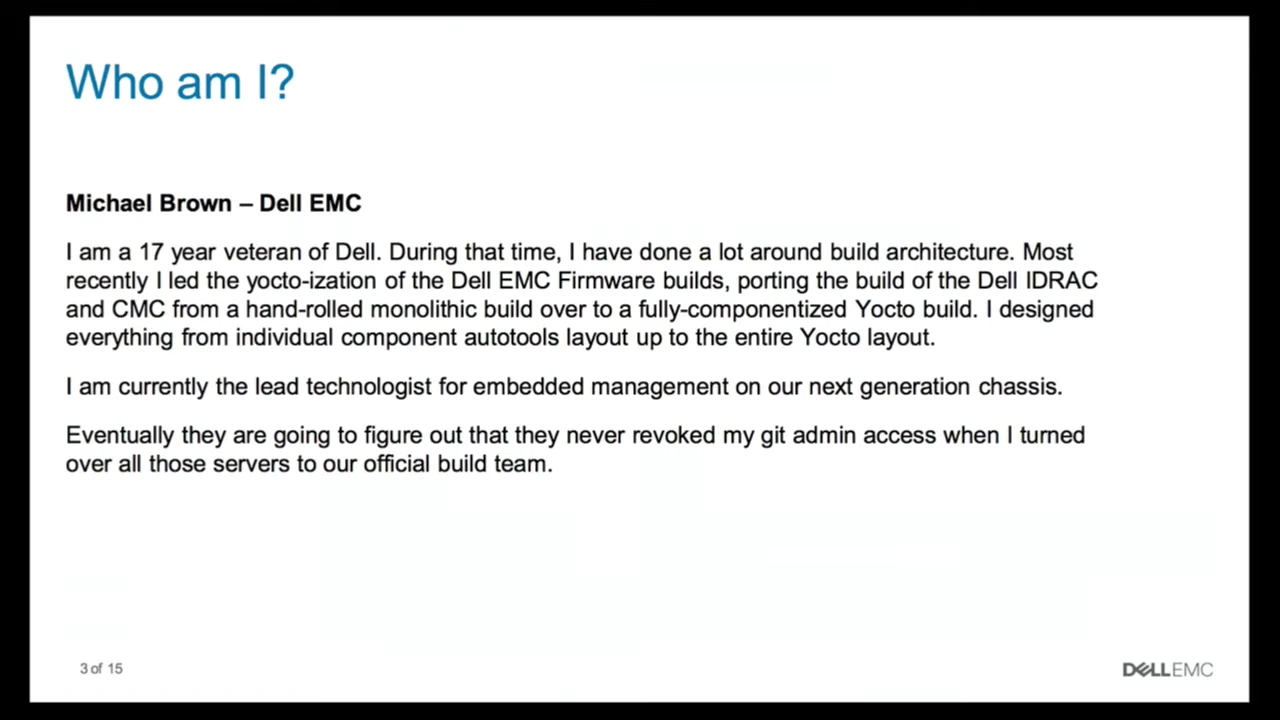 Who am I?
Michael Brown – Dell EMC
I am a 17 year veteran of Dell. During that time, I have done a lot around build architecture. Most
recently I led the yocto-ization of the Dell EMC Firmware builds, porting the build of the Dell IDRAC
and CMC from a hand-rolled monolithic build over to a fully-componentized Yocto build. I designed
everything from individual component autotools layout up to the entire Yocto layout.
I am currently the lead technologist for embedded management on our next generation chassis.
Eventually they are going to figure out that they never revoked my git admin access when I turned
over all those servers to our official build team.
3 of 15
DELLEMC